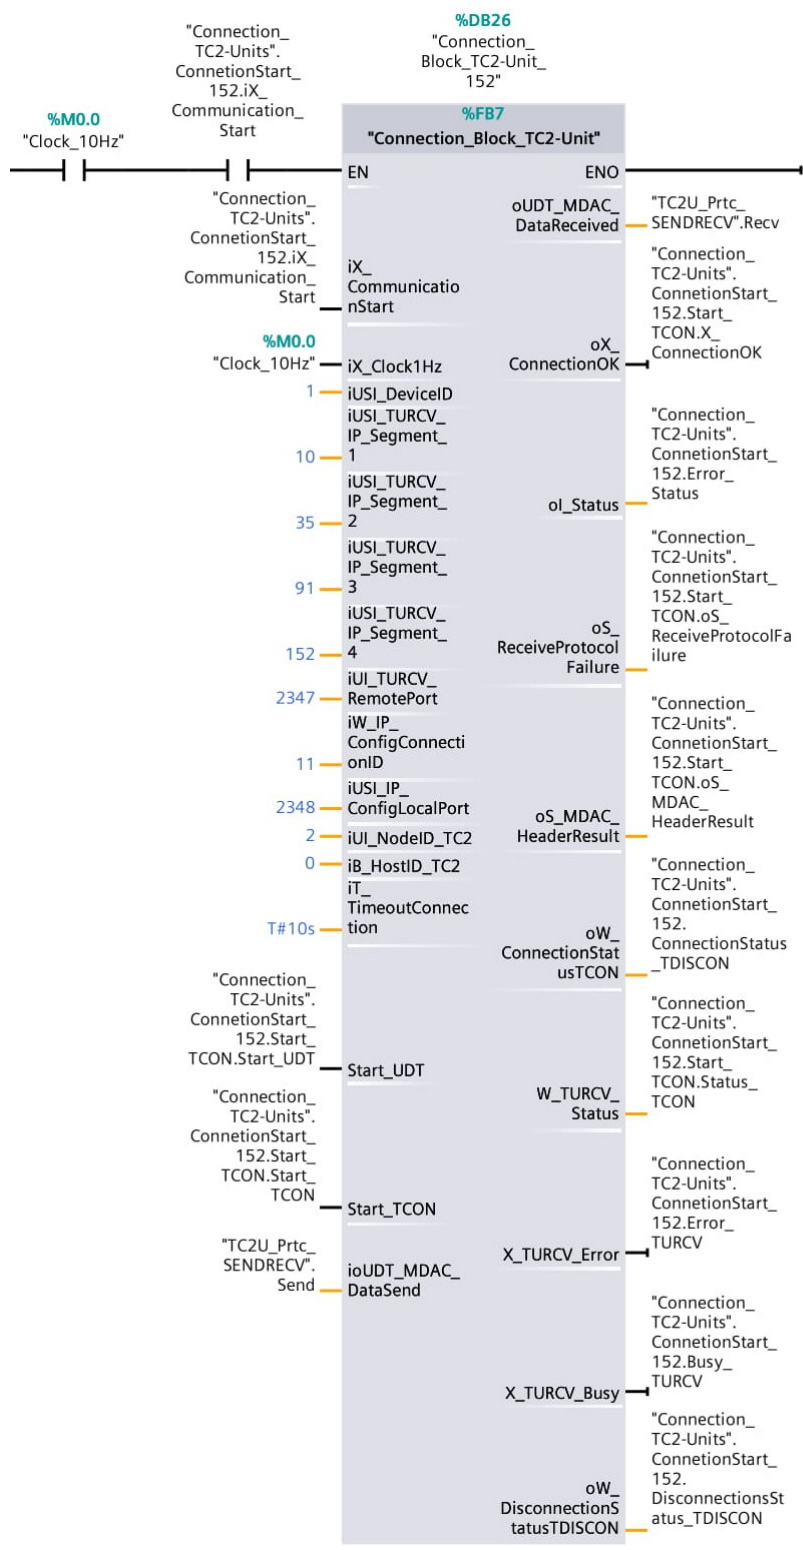 %DB26
"Connection_
Block_TC2-Unit_
152"
"Connection_
TC2-Units".
ConnetionStart_
152.iX_
Communication_
Start
%M0.0
"Clock_10Hz"
%FB7
"Connection_Block_TC2-Unit"
EN
ENO
"Connection_
TC2-Units".
ConnetionStart_
152.iX_
Communication_
Start
iX_
Communicatio
nStart
%M0.0
"Clock_10Hz"
iX_Clock1Hz
1
iUSI_DeviceID
10
iUSI_TURCV_
IP_Segment_
1
35
iUSI_TURCV_
IP_Segment_
2
91
iUSI_TURCV_
IP_Segment_
3
152
iUSI_TURCV_
IP_Segment_
4
2347
iUI_TURCV_
RemotePort
11
iW_IP_
ConfigConnecti
onID
2348
iUSI_IP_
ConfigLocalPort
2
iUI_NodeID_TC2
0
iB_HostID_TC2
T#10s
iT_
TimeoutConnec
tion
"Connection_
TC2-Units".
ConnetionStart_
152.Start_
TCON.Start_UDT
Start_UDT
"Connection_
TC2-Units".
ConnetionStart_
152.Start_
TCON.Start_
TCON
Start_TCON
"TC2U_Prtc_
SENDRECV".
Send
ioUDT_MDAC_
DataSend
oUDT_MDAC_
DataReceived
"TC2U_Prtc_
SENDRECV".Recv
oX_
ConnectionOK
"Connection_
TC2-Units".
ConnetionStart_
152.Start_
TCON.X_
ConnectionOK
oI_Status
"Connection_
TC2-Units".
ConnetionStart_
152.Error_
Status
oS_
ReceiveProtocol
Failure
"Connection_
TC2-Units".
ConnetionStart_
152.Start_
TCON.oS_
ReceiveProtocolFa
ilure
oS_MDAC_
HeaderResult
"Connection_
TC2-Units".
ConnetionStart_
152.Start_
TCON.oS_
MDAC_
HeaderResult
oW_
ConnectionStat
usTCON
"Connection_
TC2-Units".
ConnetionStart_
152.
ConnectionStatus
_TDISCON
W_TURCV_
Status
"Connection_
TC2-Units".
ConnetionStart_
152.Start_
TCON.Status_
TCON
X_TURCV_Error
"Connection_
TC2-Units".
ConnetionStart_
152.Error_
TURCV
X_TURCV_Busy
"Connection_
TC2-Units".
ConnetionStart_
152.Busy_
TURCV
oW_
DisconnectionS
tatusTDISCON
"Connection_
TC2-Units".
ConnetionStart_
152.
DisconnectionsSt
atus_TDISCON